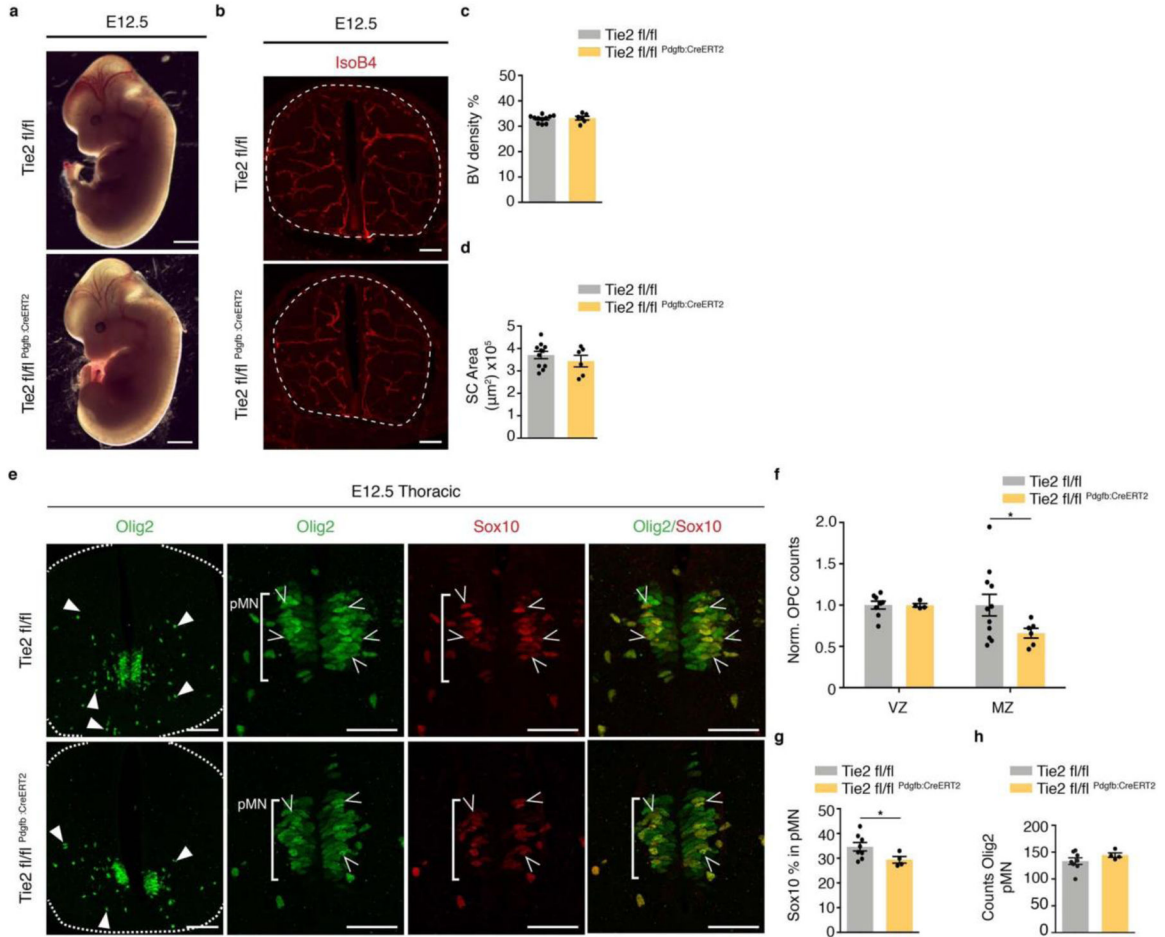 a
E12.5
Tie2 fl/fl
Tie2 fl/fl Pdgfb :CreERT2
b
E12.5
IsoB4
Tie2 fl/fl
Tie2 fl/fl Pdgfb :CreERT2
c
Tie2 fl/fl
Tie2 fl/fl Pdgfb:CreERT2
BV density %
50
40
30
20
10
0
d
Tie2 fl/fl
Tie2 fl/fl Pdgfb:CreERT2
SC Area
(µm²) x10⁵
5
4
3
2
1
0
e
E12.5 Thoracic
Olig2
Olig2
Sox10
Olig2/Sox10
Tie2 fl/fl
pMN
Tie2 fl/fl Pdgfb :CreERT2
pMN
f
Tie2 fl/fl
Tie2 fl/fl Pdgfb:CreERT2
Norm. OPC counts
2.0
1.5
1.0
0.5
0
*
VZ
MZ
g
Tie2 fl/fl
Tie2 fl/fl Pdgfb:CreERT2
Sox10 % in pMN
50
40
30
20
10
0
*
h
Tie2 fl/fl
Tie2 fl/fl Pdgfb:CreERT2
Counts Olig2
pMN
200
150
100
50
0